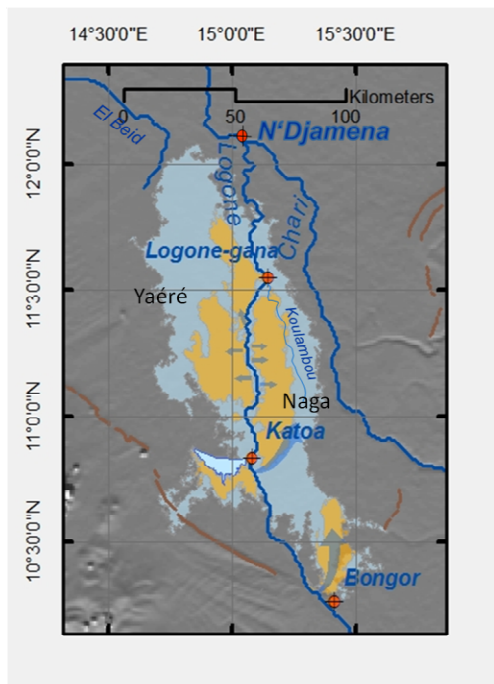 14°30'0"E 15°0'0"E 15°30'0"E
Kilometers
0 50 100
El Beid
N'Djamena
12°0'0"N
Logone
Chari
Logone-gana
Yaéré
11°30'0"N
Koulambou
Naga
11°0'0"N
Katoa
10°30'0"N
Bongor